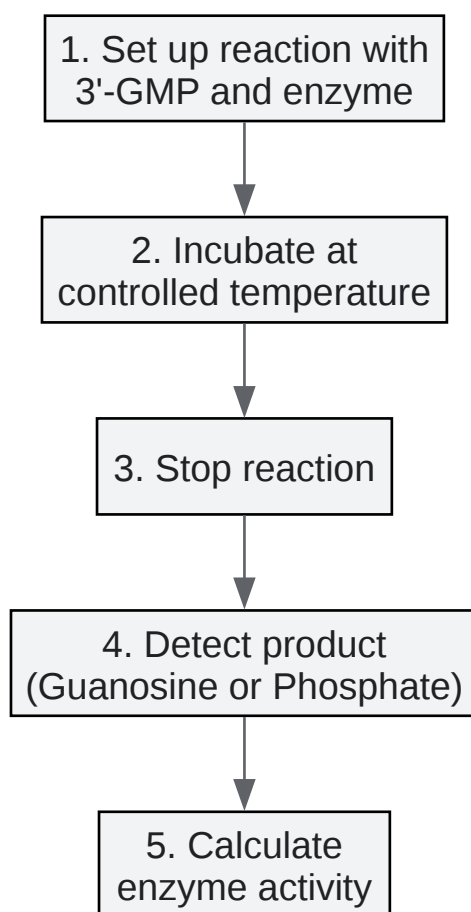 1. Set up reaction with
3'-GMP and enzyme
2. Incubate at
controlled temperature
3. Stop reaction
4. Detect product
(Guanosine or Phosphate)
5. Calculate
enzyme activity